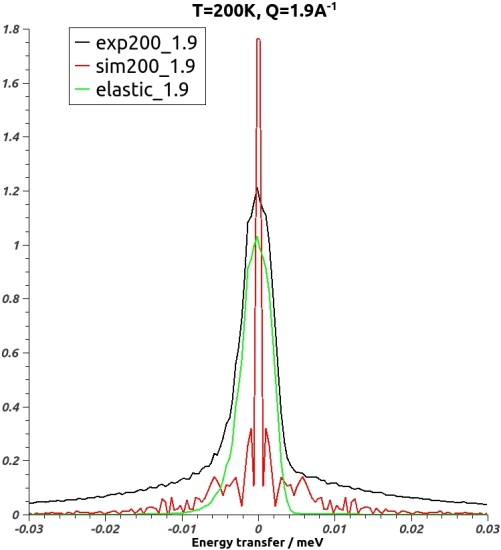 T=200K, Q=1.9A-1
1.8
exp200_1.9
sim200_1.9
elastic_1.9
1.6
1.4
1.2
1
0.8
0.6
0.4
0.2
0
-0.03 -0.02 -0.01 0 0.01 0.02 0.03
Energy transfer / meV